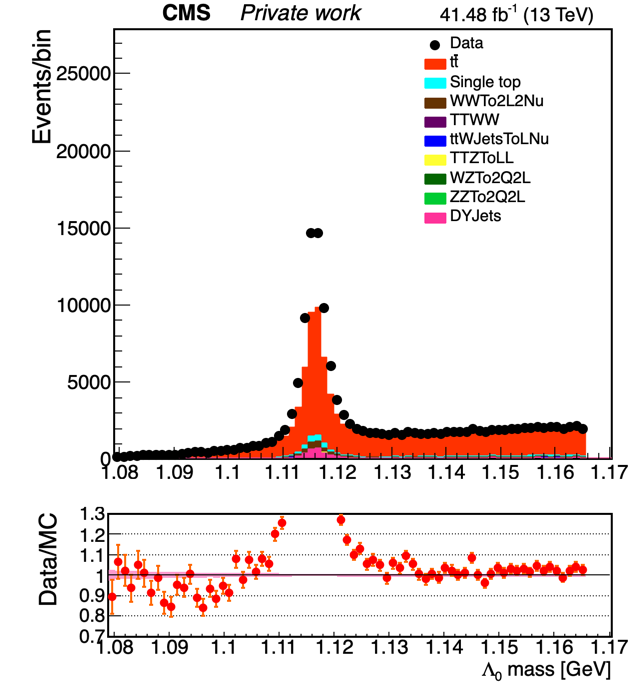 CMS Private work 41.48 fb⁻¹ (13 TeV)
Events/bin
25000
20000
15000
10000
5000
0
Data
tt̄
Single top
WWTo2L2Nu
TTWW
ttWJetsToLNu
TTZToLL
WZTo2Q2L
ZZTo2Q2L
DYJets
1.08 1.09 1.1 1.11 1.12 1.13 1.14 1.15 1.16 1.17
Data/MC
1.3
1.2
1.1
1
0.9
0.8
0.7
1.08 1.09 1.1 1.11 1.12 1.13 1.14 1.15 1.16 1.17
Λ₀ mass [GeV]